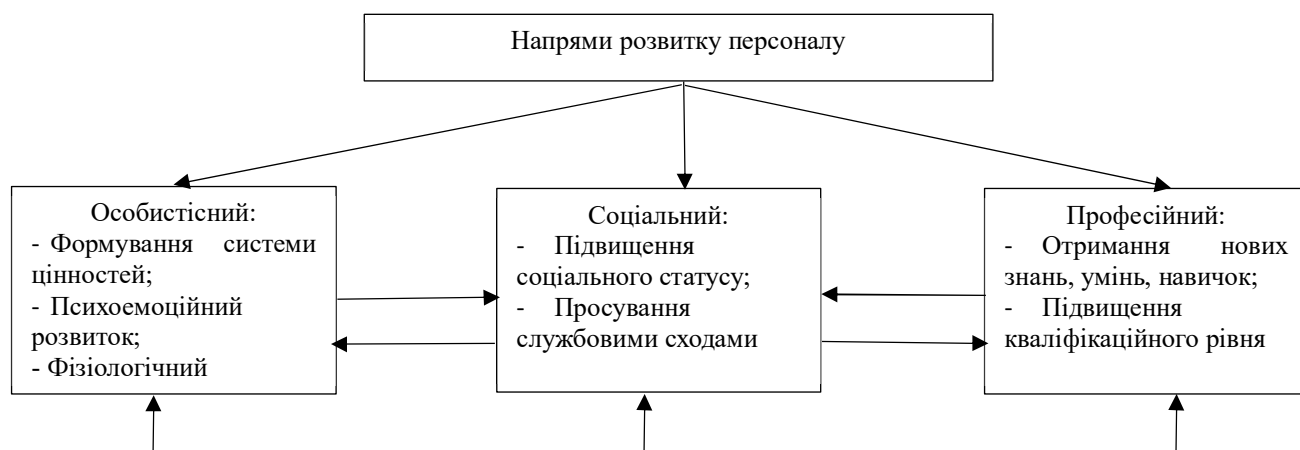 Напрями розвитку персоналу
Особистісний:
- Формування системи
цінностей;
- Психоемоційний
розвиток;
- Фізіологічний
Соціальний:
- Підвищення
соціального статусу;
- Просування
службовими сходами
Професійний:
- Отримання нових
знань, умінь, навичок;
- Підвищення
кваліфікаційного рівня